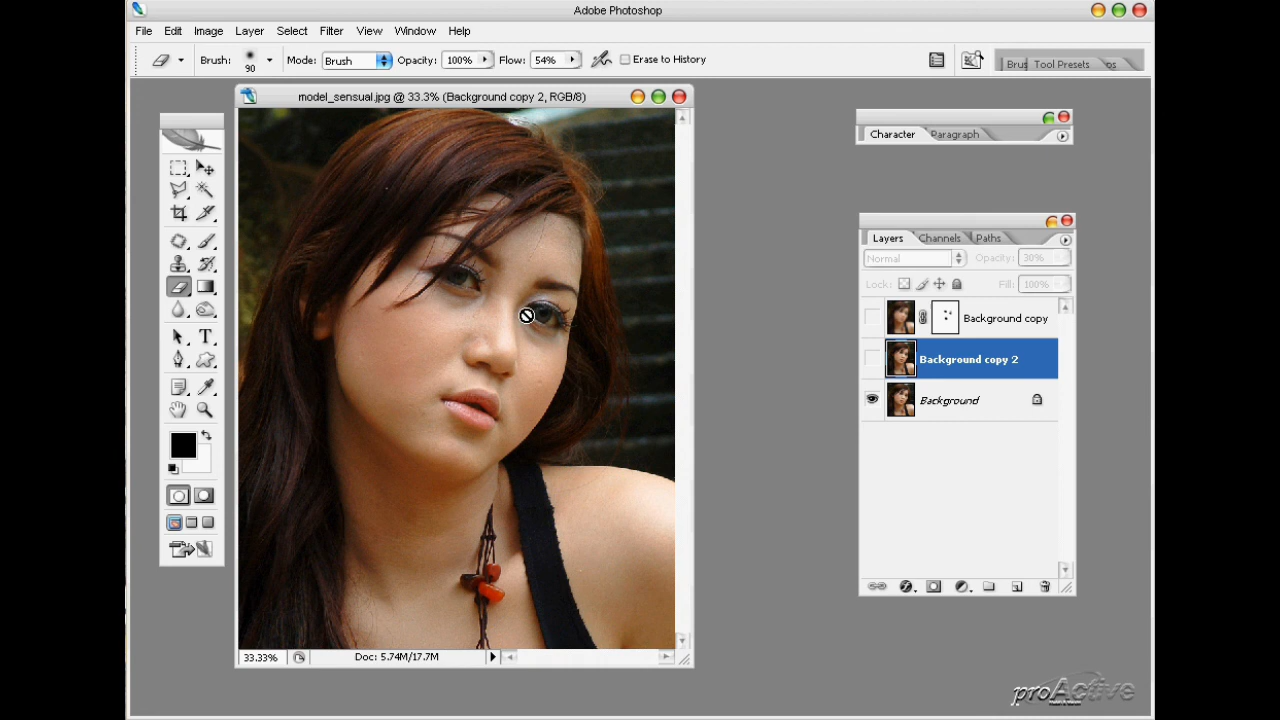 Adobe Photoshop
File Edit Image Layer Select Filter View Window Help
Brush: 90 Mode: Brush Opacity: 100% Flow: 54% Erase to History
Brus Tool Presets ps
model_sensual.jpg @ 33.3% (Background copy 2, RGB/8)
Character Paragraph
Layers Channels Paths
Normal Opacity: 30%
Lock: Fill: 100%
Background copy
Background copy 2
Background
T
33.33% Doc: 5.74M/17.7M
proActive